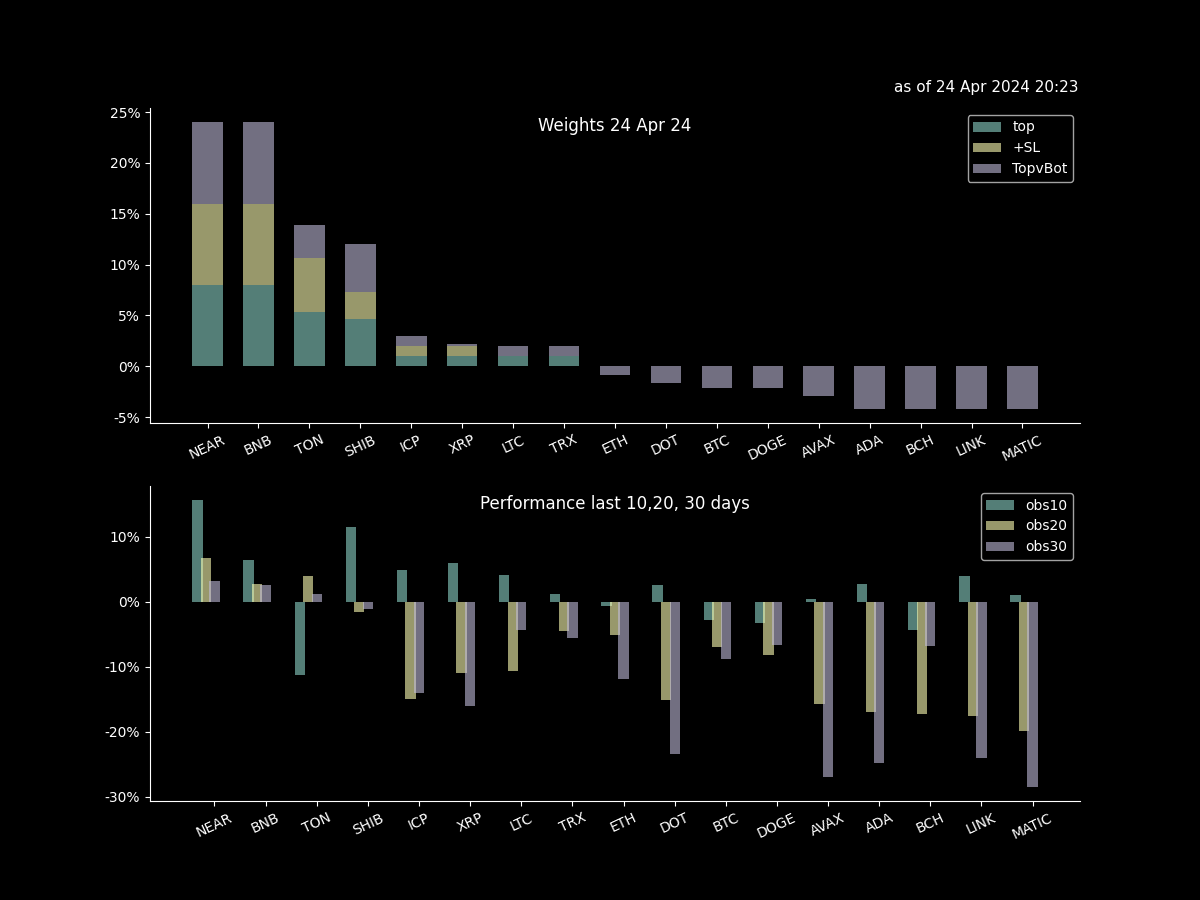 as of 24 Apr 2024 20:23
Weights 24 Apr 24
top
+SL
TopvBot
25%
20%
15%
10%
5%
0%
-5%
NEAR BNB TON SHIB ICP XRP LTC TRX ETH DOT BTC DOGE AVAX ADA BCH LINK MATIC
Performance last 10,20, 30 days
obs10
obs20
obs30
10%
0%
-10%
-20%
-30%
NEAR BNB TON SHIB ICP XRP LTC TRX ETH DOT BTC DOGE AVAX ADA BCH LINK MATIC